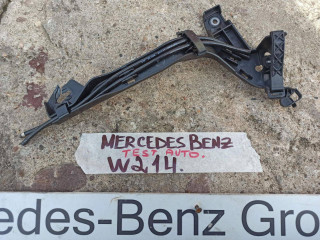 MERCEDES BENZ
TEST AUTO.
W214.
edes-Benz Gro